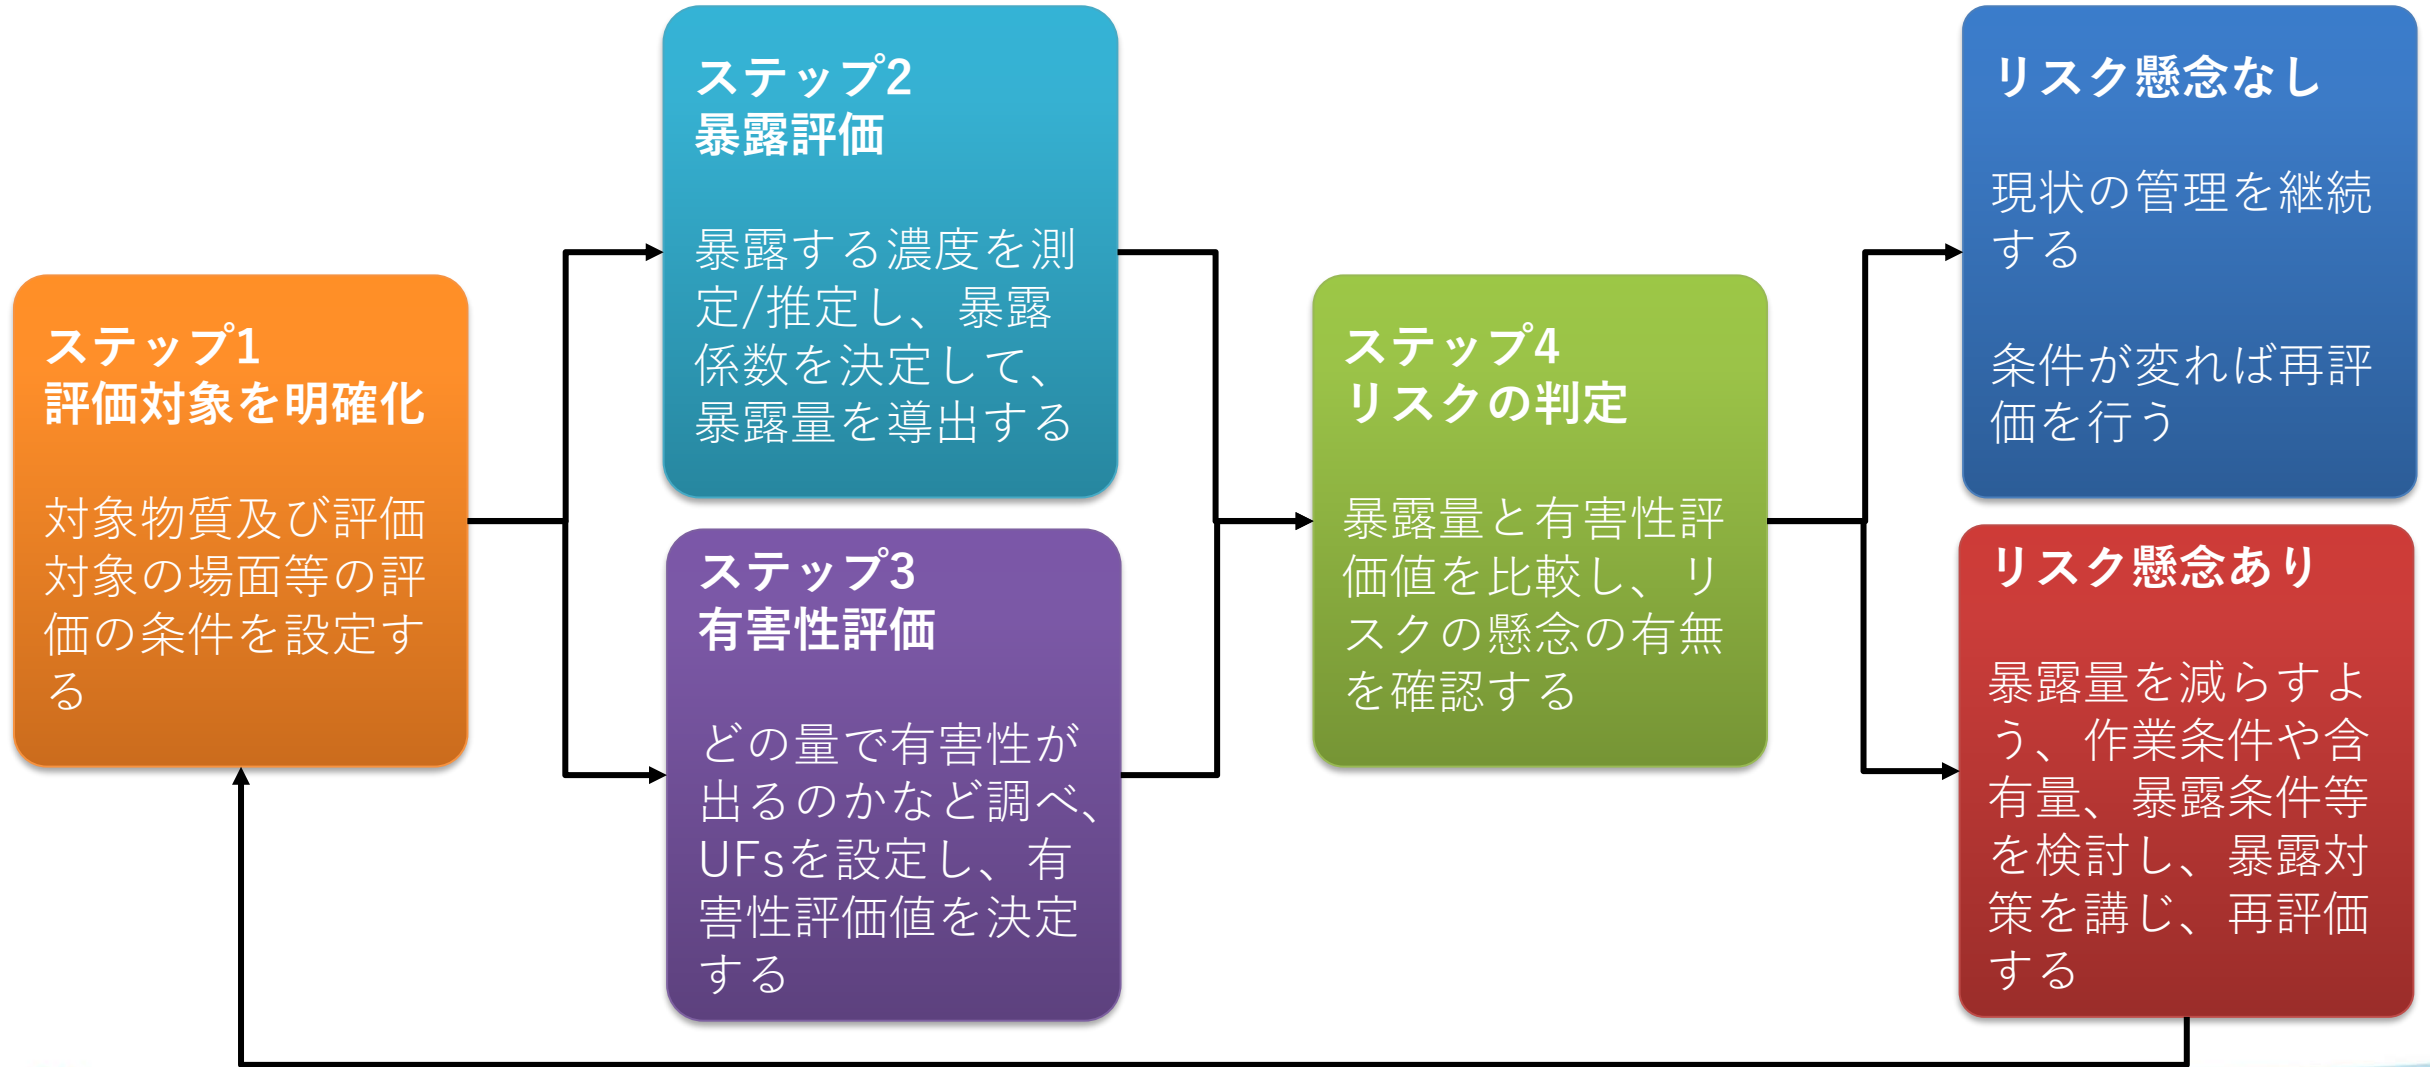 ステップ1
評価対象を明確化
対象物質及び評価
対象の場面等の評
価の条件を設定す
る
ステップ2
暴露評価
暴露する濃度を測
定/推定し、暴露
係数を決定して、
暴露量を導出する
ステップ3
有害性評価
どの量で有害性が
出るのかなど調べ、
UFsを設定し、有
害性評価値を決定
する
ステップ4
リスクの判定
暴露量と有害性評
価値を比較し、リ
スクの懸念の有無
を確認する
リスク懸念なし
現状の管理を継続
する
条件が変れば再評
価を行う
リスク懸念あり
暴露量を減らすよ
う、作業条件や含
有量、暴露条件等
を検討し、暴露対
策を講じ、再評価
する